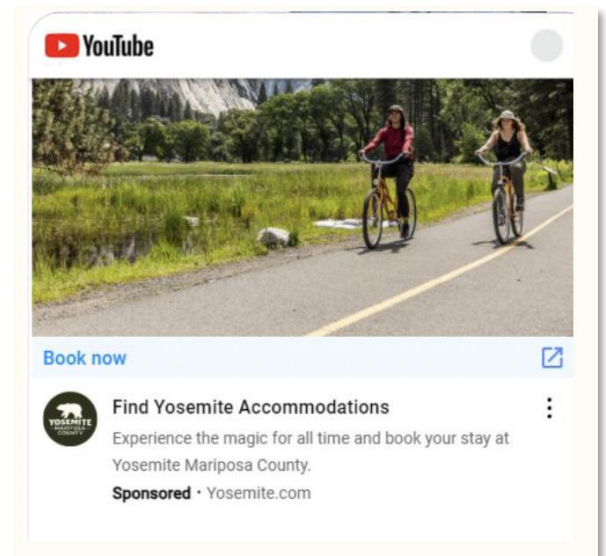 YouTube
Book now
Find Yosemite Accommodations
Experience the magic for all time and book your stay at
Yosemite Mariposa County.
Sponsored · Yosemite.com
YOSEMITE
MARIPOSA
COUNTY